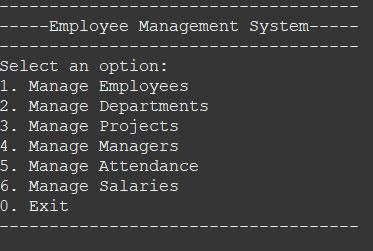 ------------------------------------
-----Employee Management System-----
------------------------------------
Select an option:
1. Manage Employees
2. Manage Departments
3. Manage Projects
4. Manage Managers
5. Manage Attendance
6. Manage Salaries
0. Exit
------------------------------------